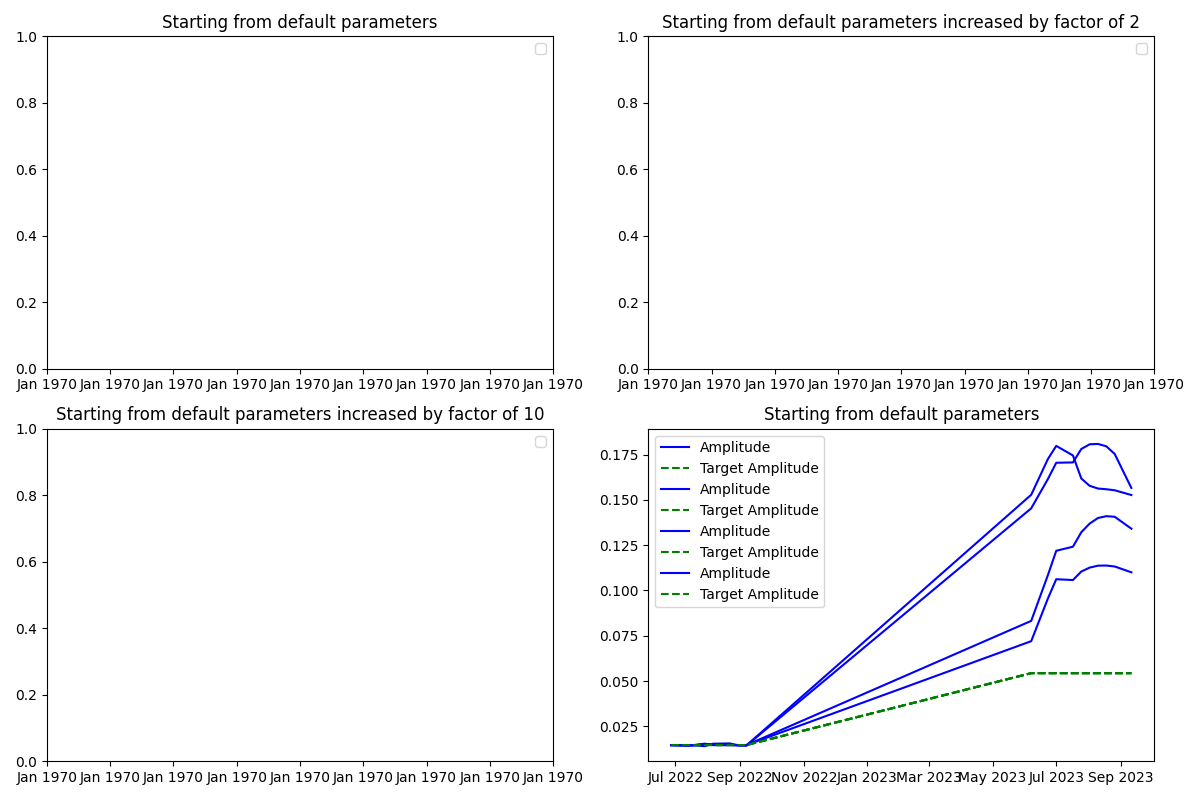 Starting from default parameters
1.0
0.8
0.6
0.4
0.2
0.0
Jan 1970 Jan 1970 Jan 1970 Jan 1970 Jan 1970 Jan 1970 Jan 1970 Jan 1970 Jan 1970
Starting from default parameters increased by factor of 2
1.0
0.8
0.6
0.4
0.2
0.0
Jan 1970 Jan 1970 Jan 1970 Jan 1970 Jan 1970 Jan 1970 Jan 1970 Jan 1970 Jan 1970
Starting from default parameters increased by factor of 10
1.0
0.8
0.6
0.4
0.2
0.0
Jan 1970 Jan 1970 Jan 1970 Jan 1970 Jan 1970 Jan 1970 Jan 1970 Jan 1970 Jan 1970
Starting from default parameters
Amplitude
Target Amplitude
Amplitude
Target Amplitude
Amplitude
Target Amplitude
Amplitude
Target Amplitude
0.175
0.150
0.125
0.100
0.075
0.050
0.025
Jul 2022 Sep 2022 Nov 2022 Jan 2023 Mar 2023 May 2023 Jul 2023 Sep 2023